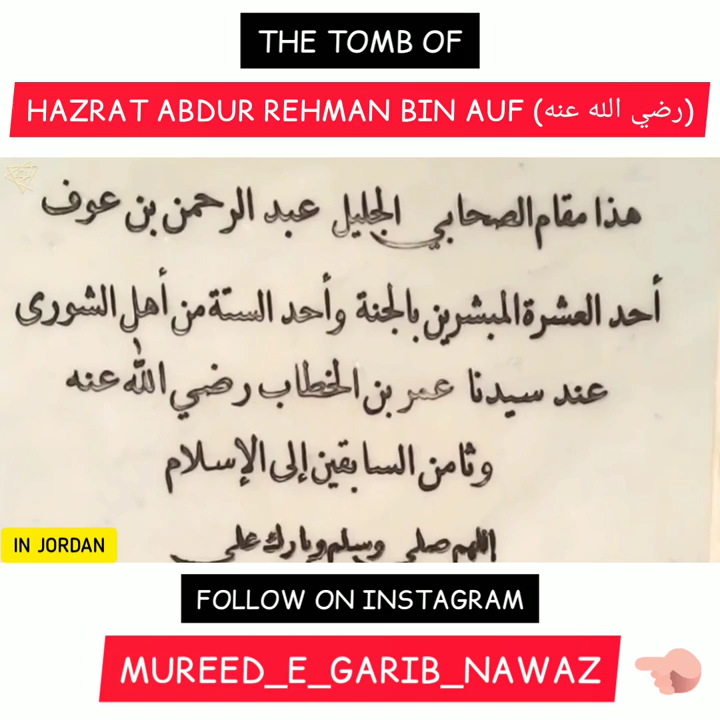 THE TOMB OF
HAZRAT ABDUR REHMAN BIN AUF (رضي الله عنه)
هذا مقام الصحابي الجليل عبد الرحمن بن عوف
أحد العشرة المبشرين بالجنة وأحد الستة من أهل الشورى
عند سيدنا عمر بن الخطاب رضي الله عنه
وثامن السابقين إلى الإسلام
اللهم صلي وسلم وبارك على
IN JORDAN
FOLLOW ON INSTAGRAM
MUREED_E_GARIB_NAWAZ